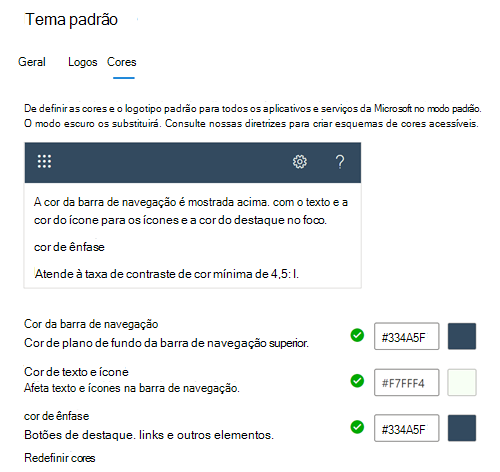 Tema padrão
Geral Logos Cores
De definir as cores e o logotipo padrão para todos os aplicativos e serviços da Microsoft no modo padrão.
O modo escuro os substituirá. Consulte nossas diretrizes para criar esquemas de cores acessíveis.
?
A cor da barra de navegação é mostrada acima. com o texto e a
cor do ícone para os ícones e a cor do destaque no foco.
cor de ênfase
Atende à taxa de contraste de cor mínima de 4,5: I.
Cor da barra de navegação
Cor de plano de fundo da barra de navegação superior.
#334A5F
Cor de texto e ícone
Afeta texto e ícones na barra de navegação.
#F7FFF4
cor de ênfase
Botões de destaque. links e outros elementos.
#334A5F
Redefinir cores